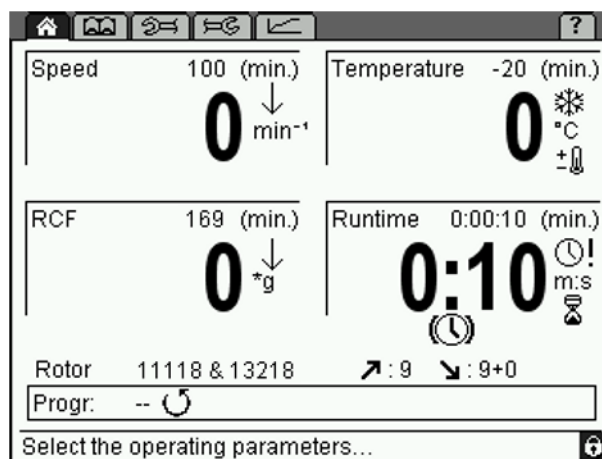 ?
Speed 100 (min.)
0 min⁻¹
Temperature -20 (min.)
0 °C
RCF 169 (min.)
0 *g
Runtime 0:00:10 (min.)
0:10 m:s
Rotor 11118 & 13218 : 9 : 9+0
Progr: --
Select the operating parameters...